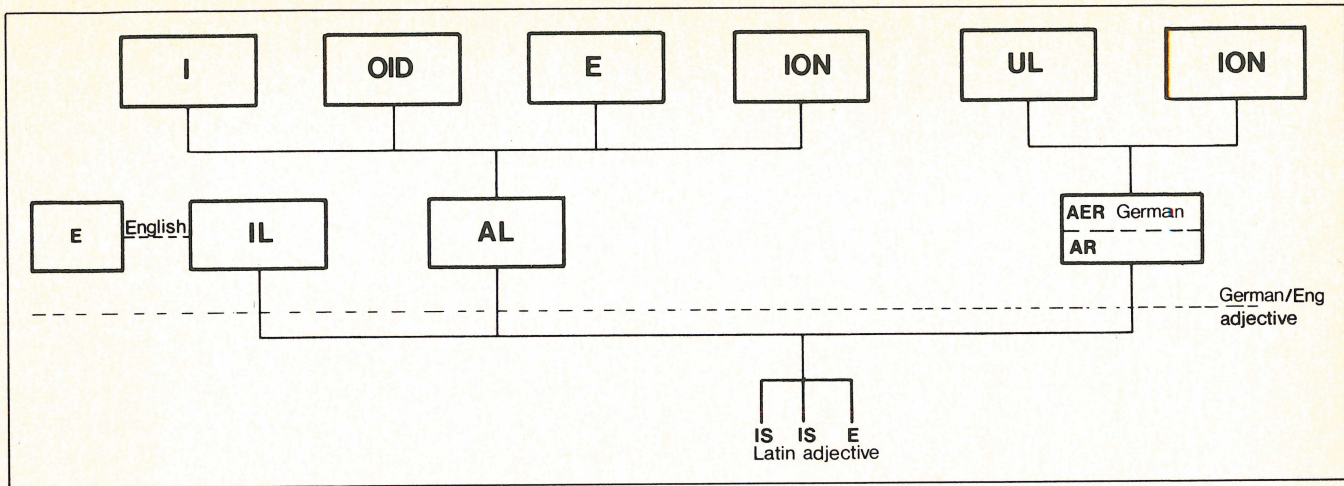 I OID E ION UL ION
E English IL AL AER German
AR
German/Eng
adjective
IS IS E
Latin adjective